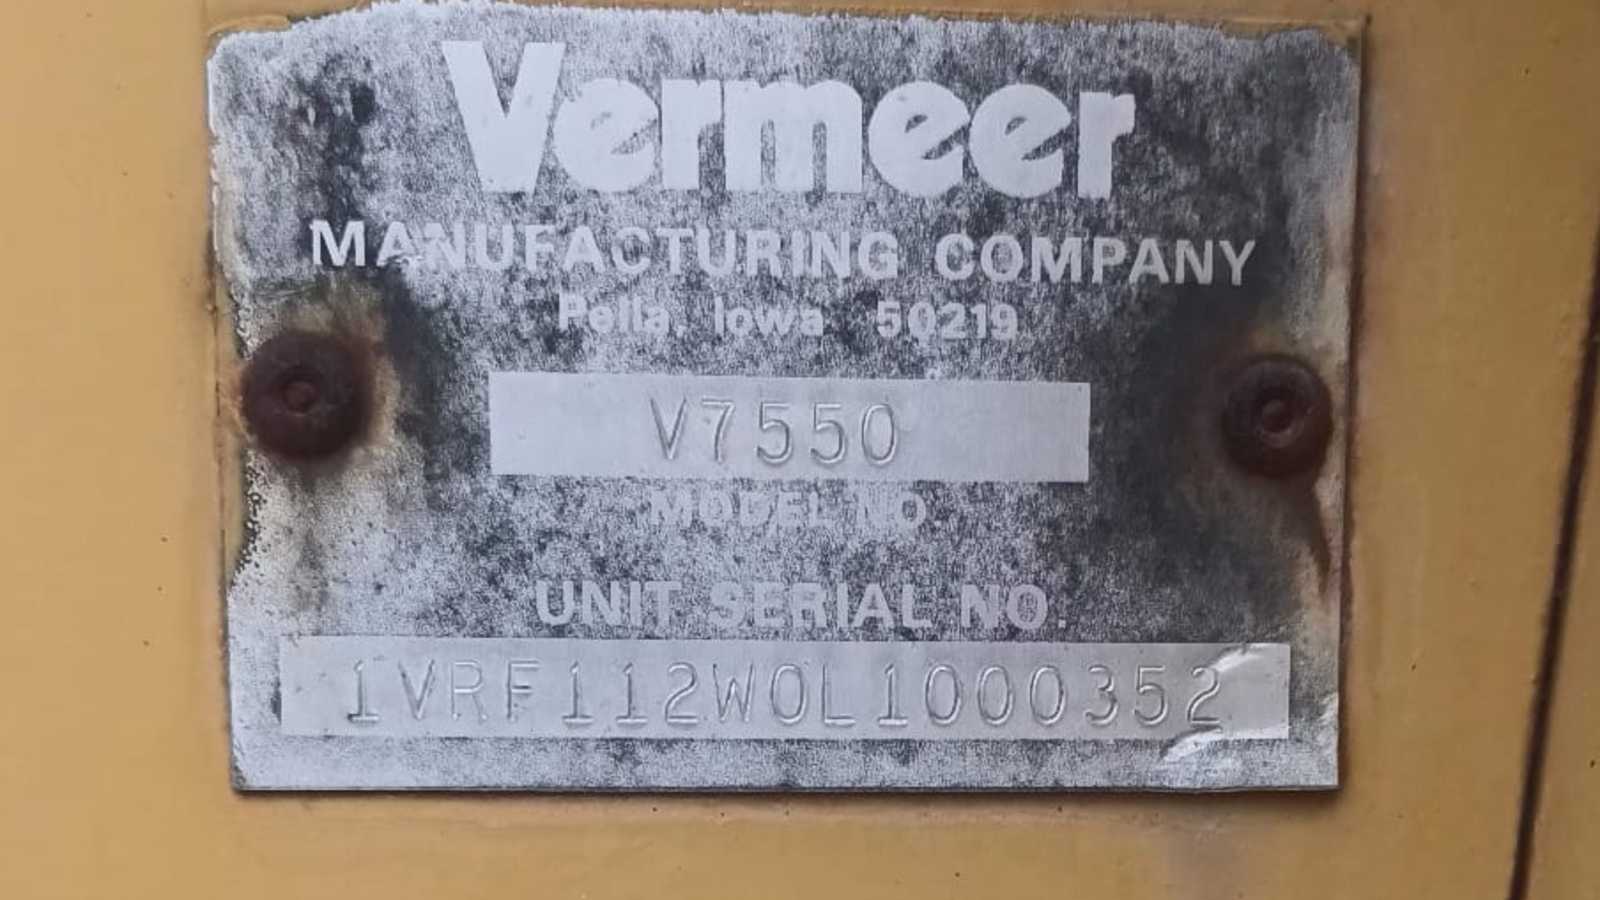 Vermeer
MANUFACTURING COMPANY
Pella, Iowa 50219
V7550
MODEL NO.
UNIT SERIAL NO.
1VRF112W0L1000352